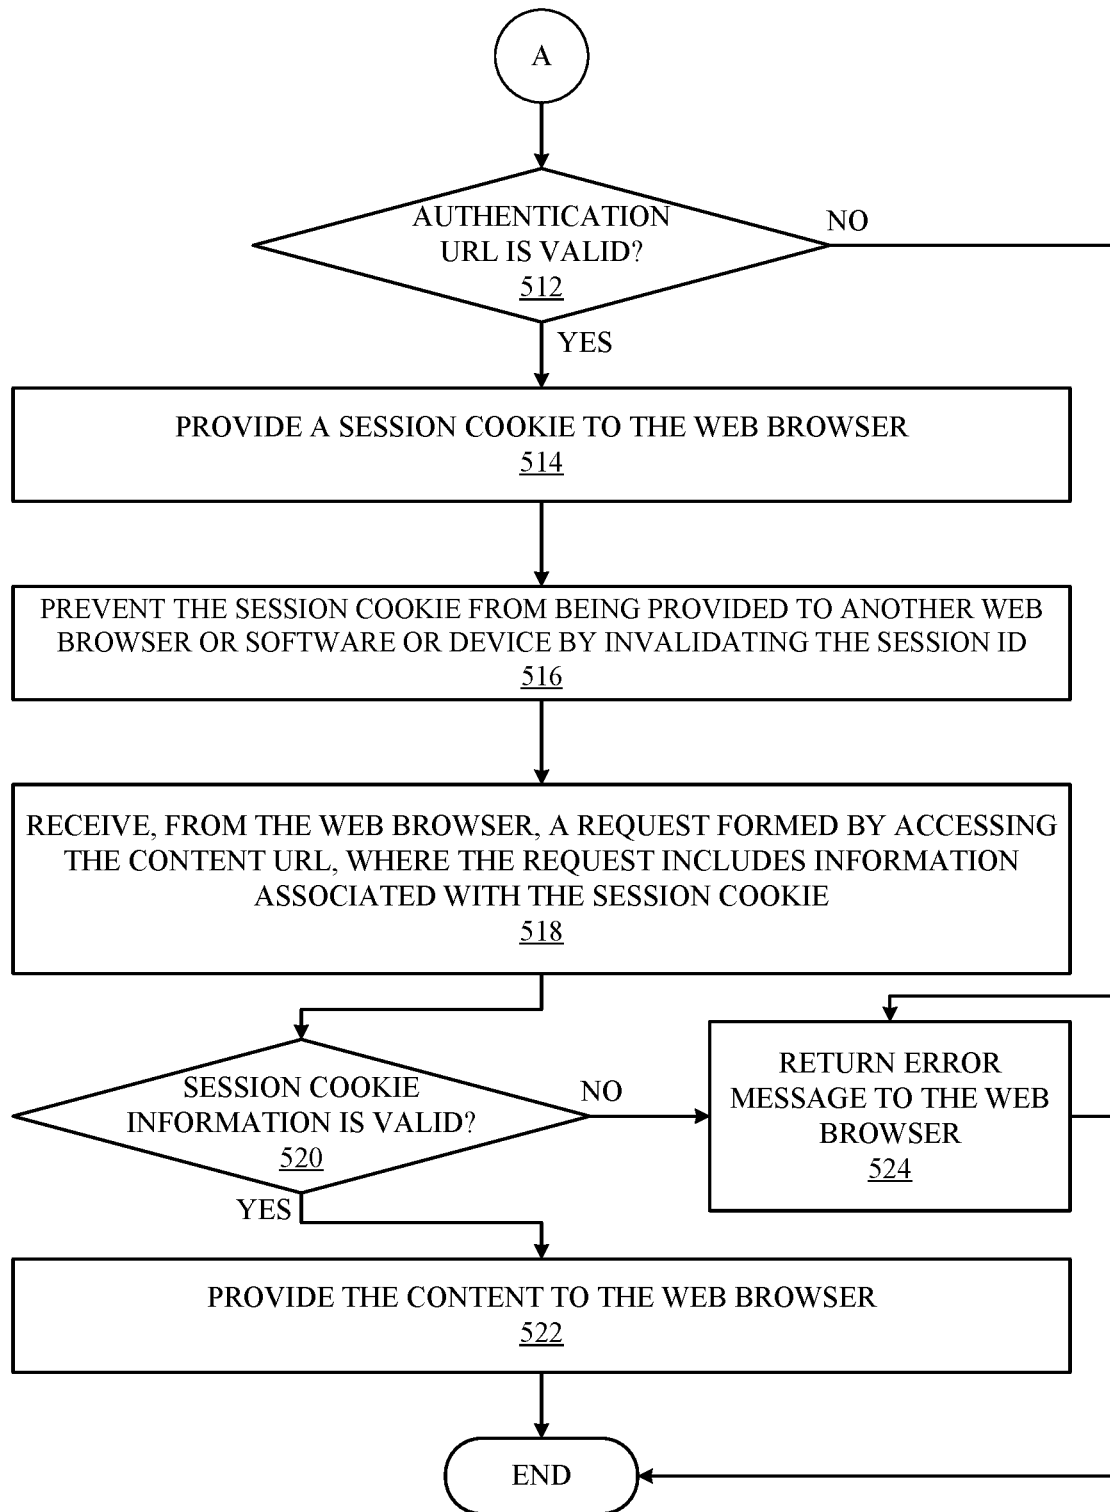 A
AUTHENTICATION
URL IS VALID?
512
NO
YES
PROVIDE A SESSION COOKIE TO THE WEB BROWSER
514
PREVENT THE SESSION COOKIE FROM BEING PROVIDED TO ANOTHER WEB
BROWSER OR SOFTWARE OR DEVICE BY INVALIDATING THE SESSION ID
516
RECEIVE, FROM THE WEB BROWSER, A REQUEST FORMED BY ACCESSING
THE CONTENT URL, WHERE THE REQUEST INCLUDES INFORMATION
ASSOCIATED WITH THE SESSION COOKIE
518
SESSION COOKIE
INFORMATION IS VALID?
520
NO
RETURN ERROR
MESSAGE TO THE WEB
BROWSER
524
YES
PROVIDE THE CONTENT TO THE WEB BROWSER
522
END